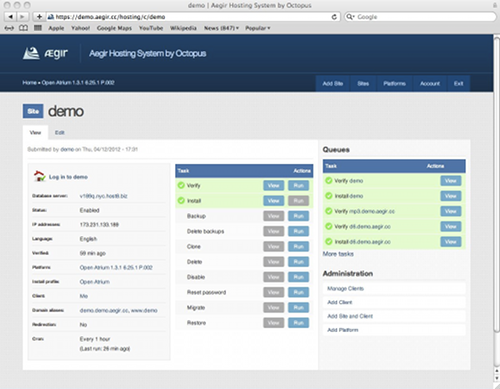 demo | Aegir Hosting System by Octopus
https://demo.aegir.cc/hosting/c/demo
Google
Apple Yahoo! Google Maps YouTube Wikipedia News (847) Popular
ÆGIR
Aegir Hosting System by Octopus
Home » Open Atrium 1.3.1 6.25.1 P.002
Add Site Sites Platforms Account Exit
Site demo
View Edit
Submitted by demo on Thu, 04/12/2012 - 17:31
Log in to demo
Database server:
Status: Enabled
IP addresses: 173.231.133.189
Language: English
Verified: 59 min ago
Platform: Open Atrium 1.3.1 6.25.1 P.002
Install profile: Open Atrium
Client: Me
Domain aliases: demo.demo.aegir.cc, www.demo
Redirection: No
Cron: Every 1 hour
(Last run: 26 min ago)
Task Actions
Verify View Run
Install View Run
Backup View Run
Delete backups View Run
Clone View Run
Delete View Run
Disable View Run
Reset password View Run
Migrate View Run
Restore View Run
Queues
Task Actions
Verify demo View
Install demo View
Verify mp3.demo.aegir.cc View
Verify d6.demo.aegir.cc View
Install d6.demo.aegir.cc View
More tasks
Administration
Manage Clients
Add Client
Add Site and Client
Add Platform